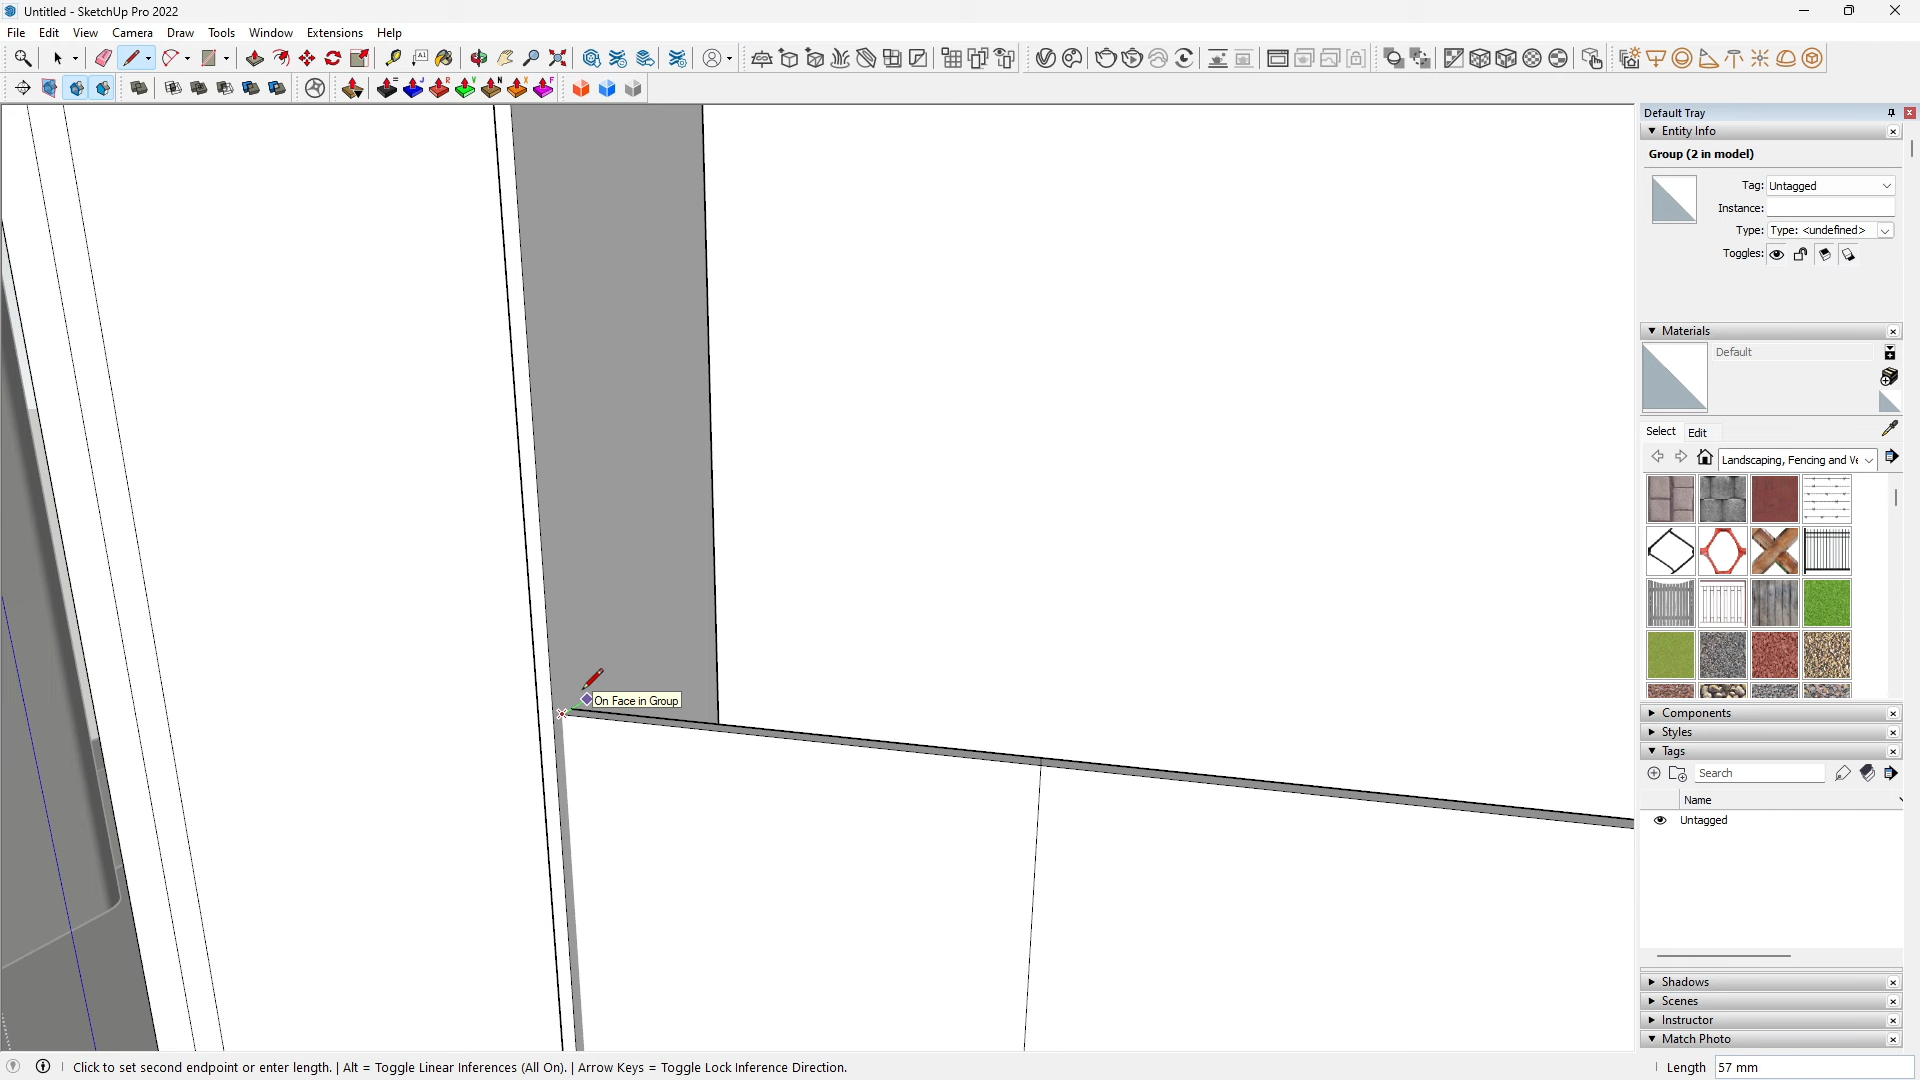 Untitled - SketchUp Pro 2022
File Edit View Camera Draw Tools Window Extensions Help
Default Tray
Entity Info
Group (2 in model)
Tag: Untagged
Instance:
Type: Type: <undefined>
Toggles:
Materials
Default
Select Edit
Landscaping, Fencing and Ve
On Face in Group
Components
Styles
Tags
Search
Name
Untagged
Shadows
Scenes
Instructor
Match Photo
Click to set second endpoint or enter length. | Alt = Toggle Linear Inferences (All On). | Arrow Keys = Toggle Lock Inference Direction.
Length 57 mm